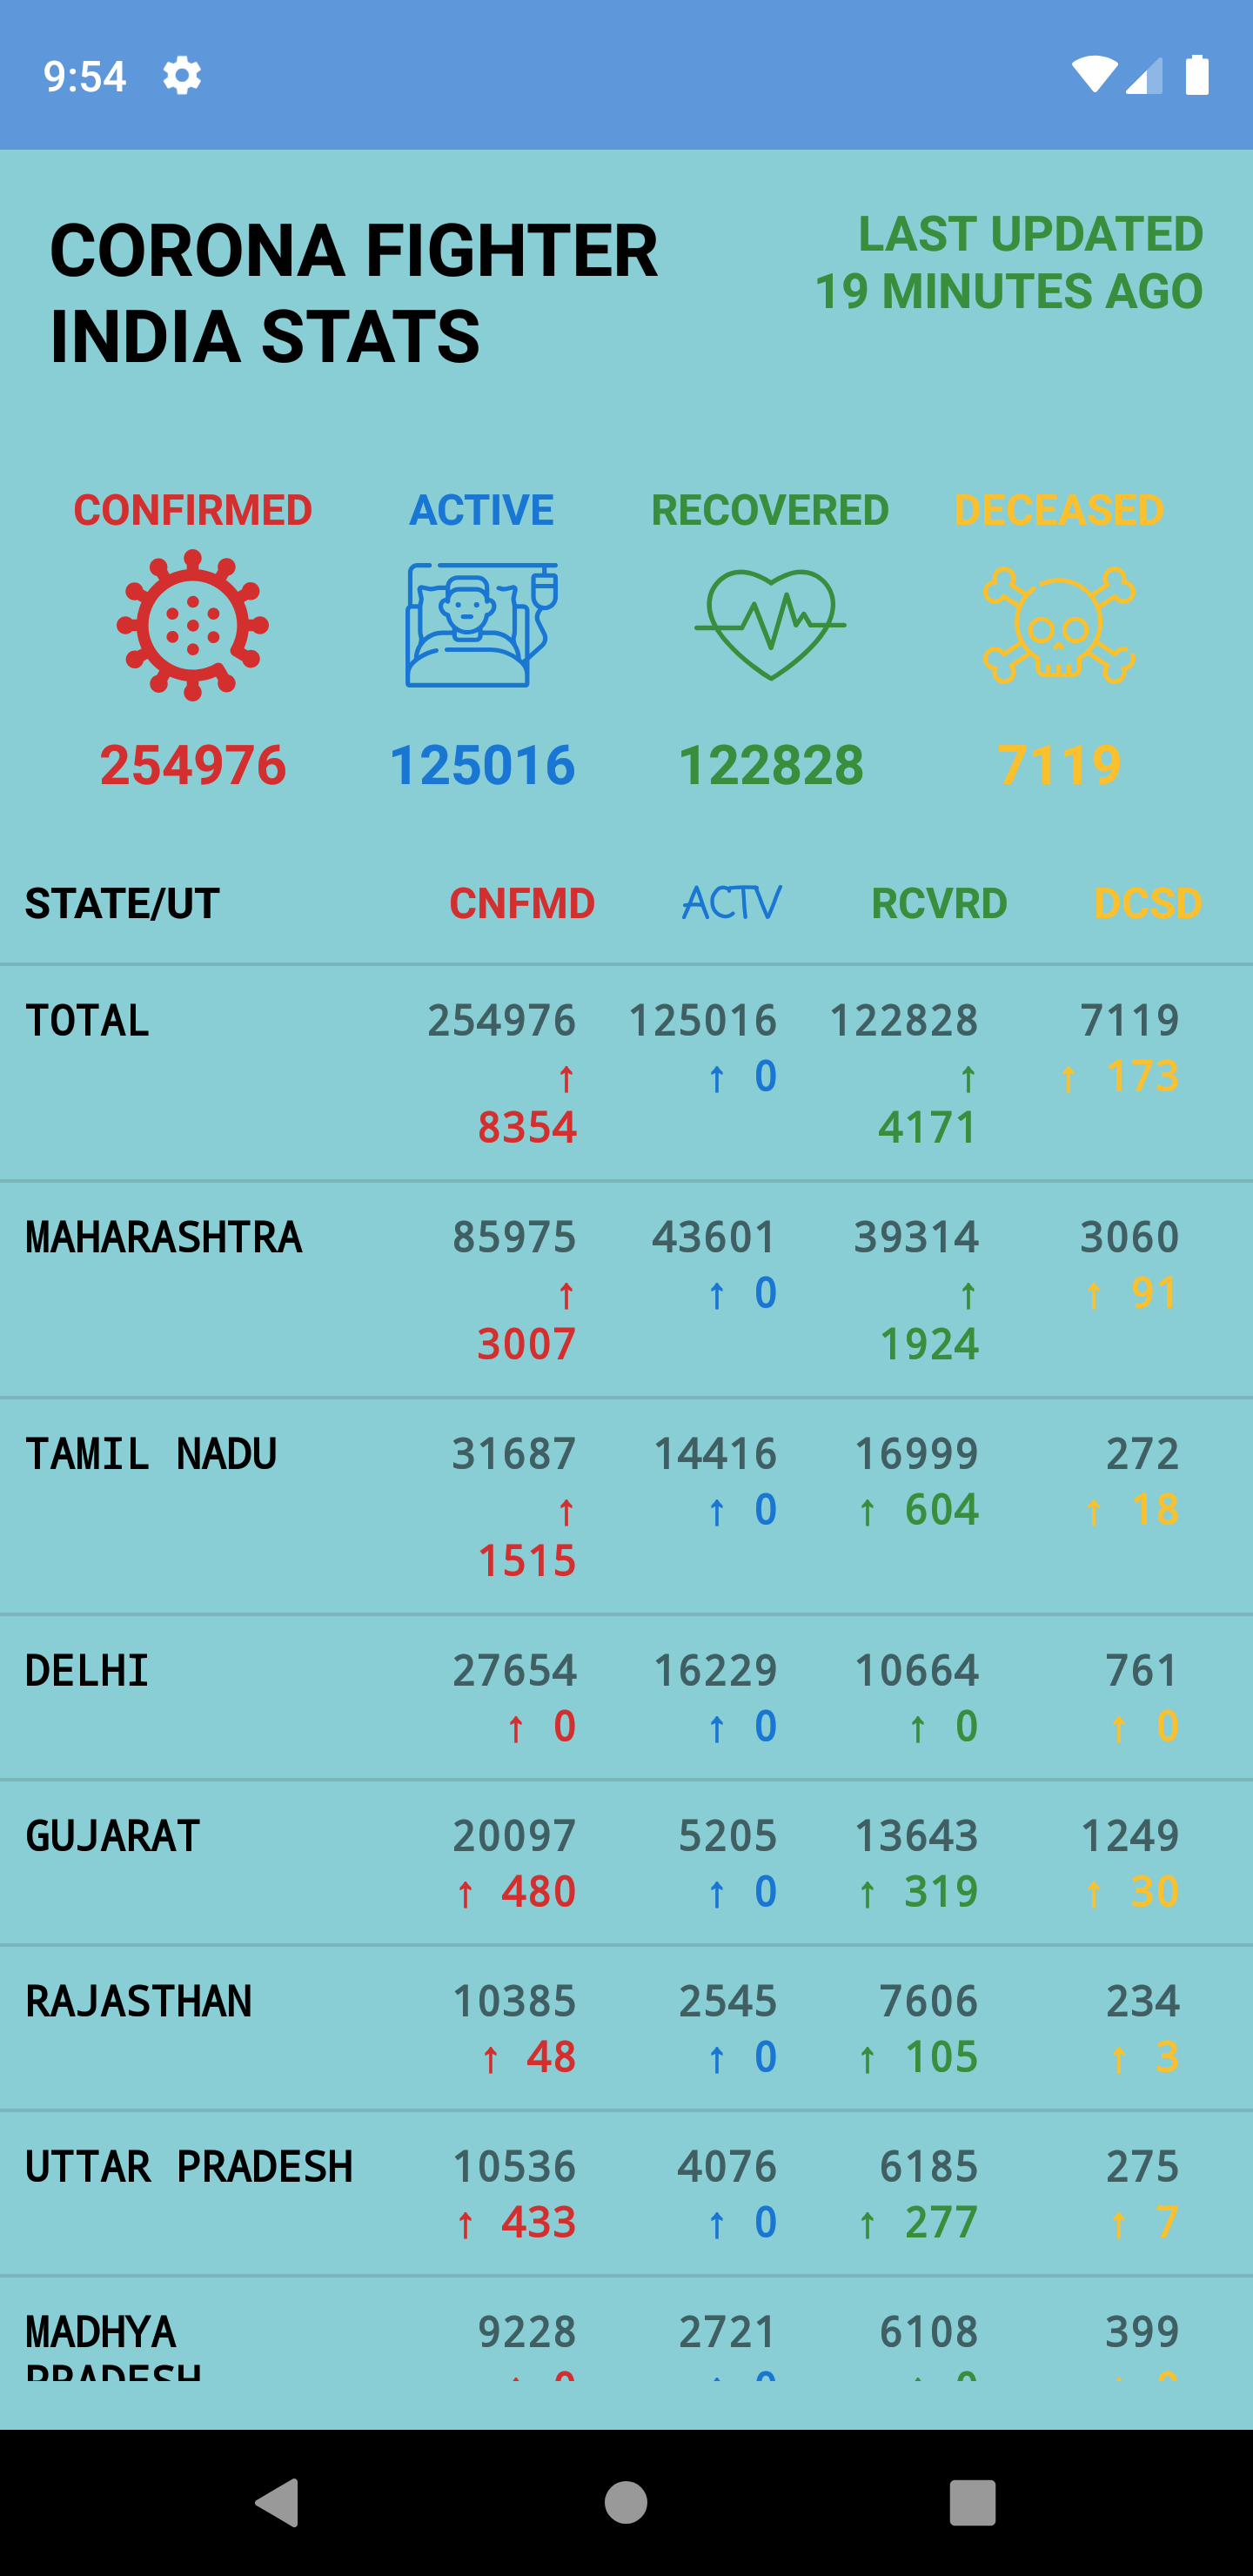 9:54
CORONA FIGHTER
INDIA STATS
LAST UPDATED
19 MINUTES AGO
CONFIRMED ACTIVE RECOVERED DECEASED
254976 125016 122828 7119
STATE/UT CNFMD ACTV RCVRD DCSD
TOTAL 254976 125016 122828 7119
↑ ↑ 0 ↑ ↑ 173
8354 4171
MAHARASHTRA 85975 43601 39314 3060
↑ ↑ 0 ↑ ↑ 91
3007 1924
TAMIL NADU 31687 14416 16999 272
↑ ↑ 0 ↑ 604 ↑ 18
1515
DELHI 27654 16229 10664 761
↑ 0 ↑ 0 ↑ 0 ↑ 0
GUJARAT 20097 5205 13643 1249
↑ 480 ↑ 0 ↑ 319 ↑ 30
RAJASTHAN 10385 2545 7606 234
↑ 48 ↑ 0 ↑ 105 ↑ 3
UTTAR PRADESH 10536 4076 6185 275
↑ 433 ↑ 0 ↑ 277 ↑ 7
MADHYA 9228 2721 6108 399
PRADESH